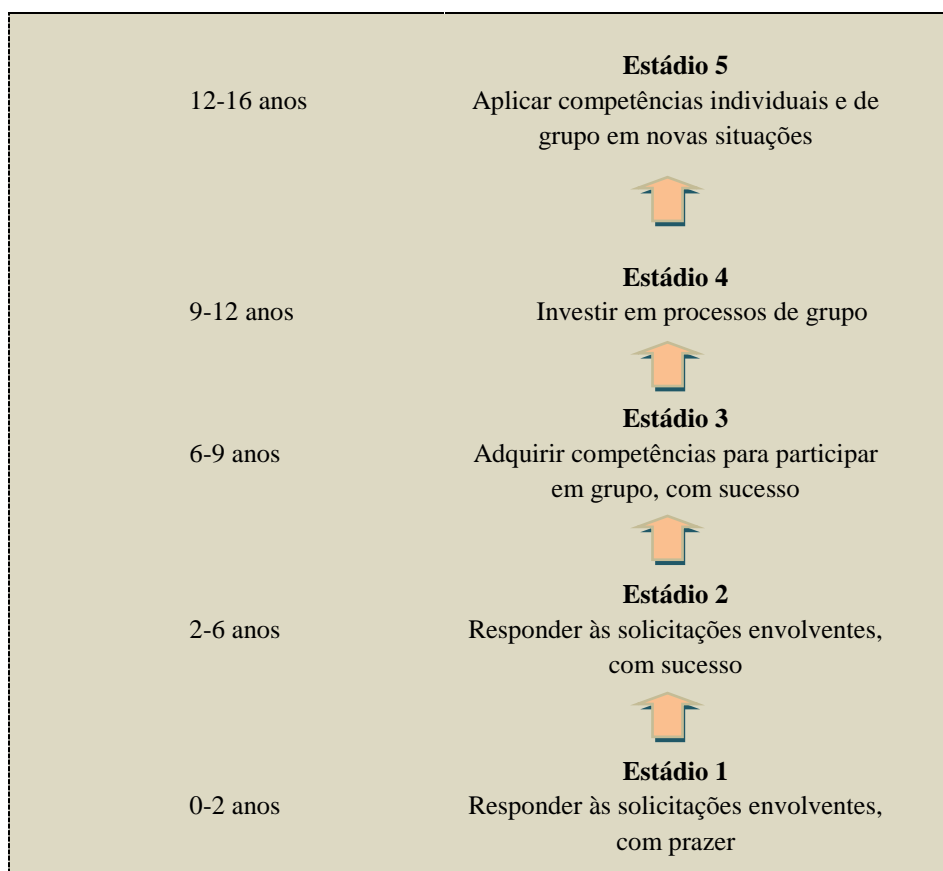 Estádio 5
12-16 anos Aplicar competências individuais e de
grupo em novas situações
Estádio 4
9-12 anos Investir em processos de grupo
Estádio 3
6-9 anos Adquirir competências para participar
em grupo, com sucesso
Estádio 2
2-6 anos Responder às solicitações envolventes,
com sucesso
Estádio 1
0-2 anos Responder às solicitações envolventes,
com prazer